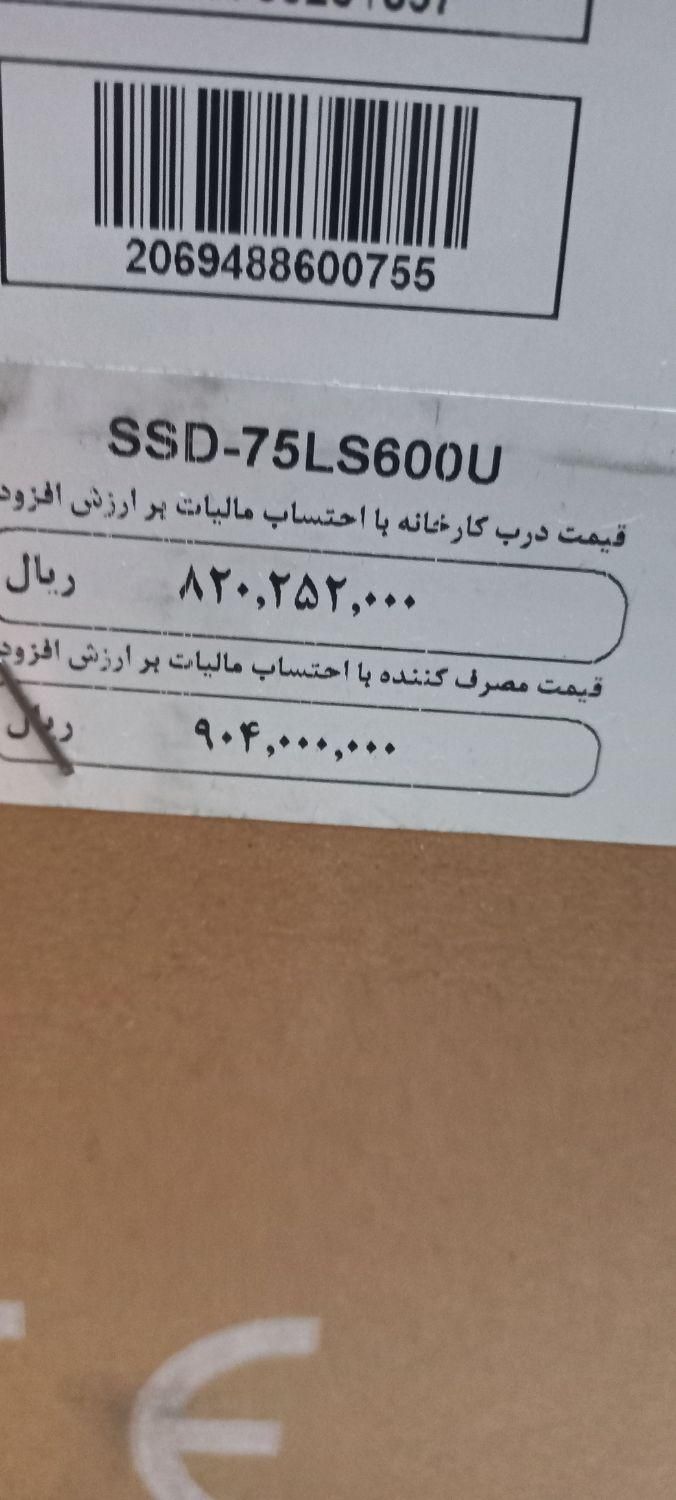 2069488600755
SSD-75LS600U
قیمت درب کارخانه با احتساب مالیات بر ارزش افزود
۸۲۰,۲۵۲,۰۰۰ ریال
قیمت مصرف کننده با احتساب مالیات بر ارزش افزود
۹۰۴,۰۰۰,۰۰۰ ریال
CE